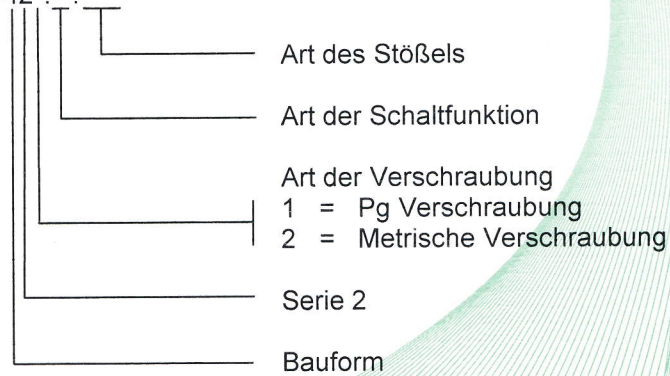 Art des Stößels
Art der Schaltfunktion
Art der Verschraubung
1 = Pg Verschraubung
2 = Metrische Verschraubung
Serie 2
Bauform